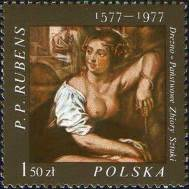 1577–1977
P. P. RUBENS
Drezno - Państwowe Zbiory Sztuki
1 50 ZŁ
POLSKA